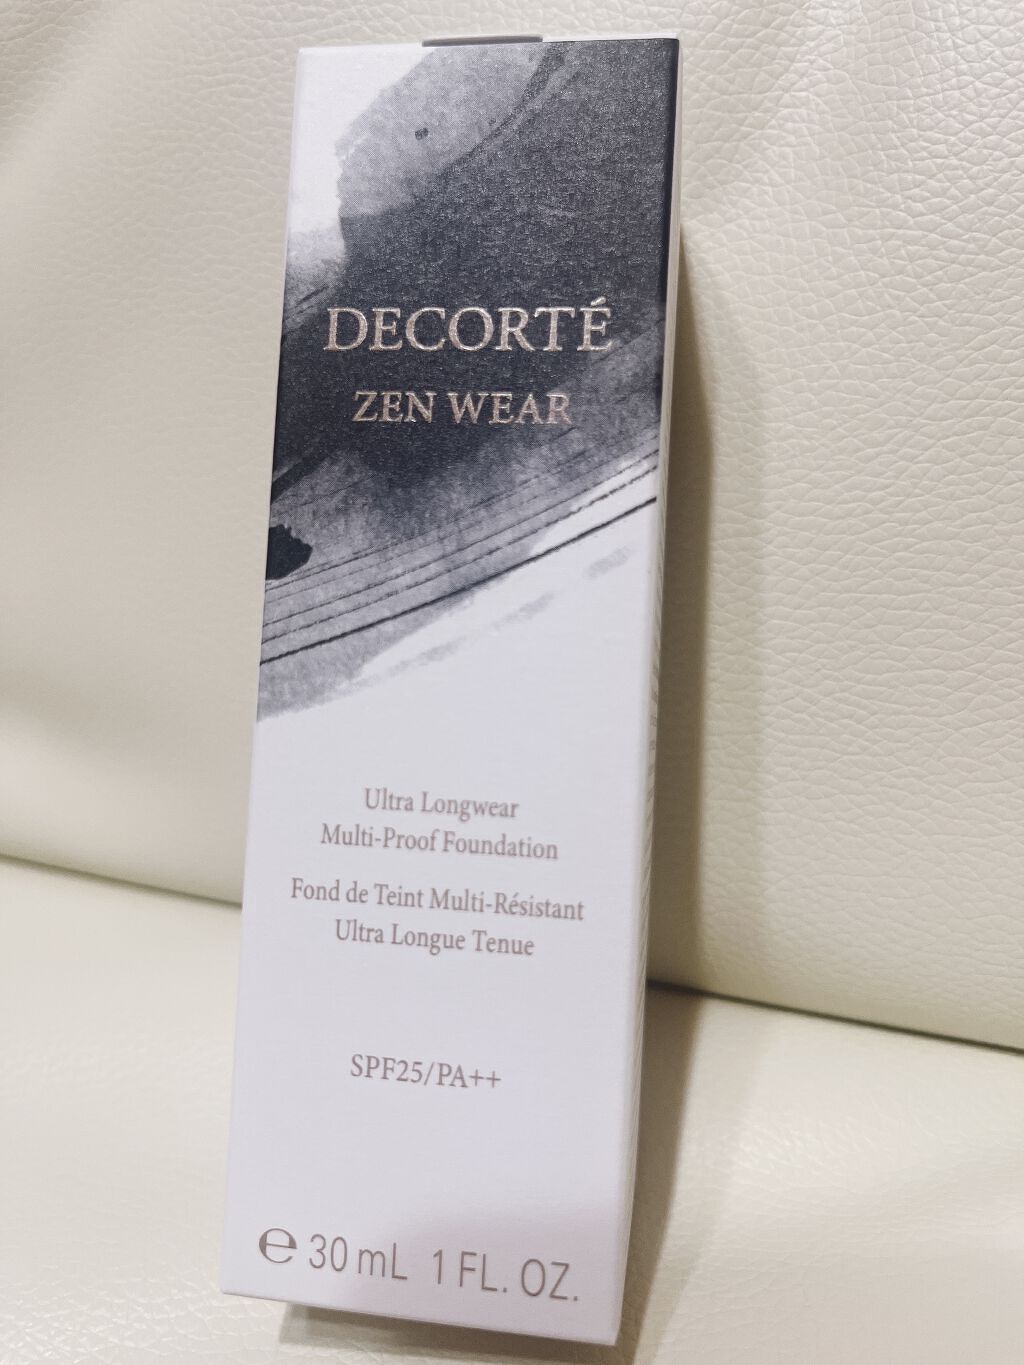 DECORTÉ
ZEN WEAR
Ultra Longwear
Multi-Proof Foundation
Fond de Teint Multi-Résistant
Ultra Longue Tenue
SPF25/PA++
℮ 30 mL 1 FL. OZ.